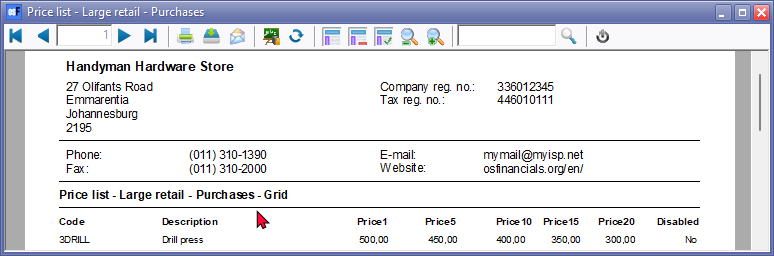 Price list - Large retail - Purchases
1
Handyman Hardware Store
27 Olifants Road
Company reg. no.: 336012345
Emmarentia
Tax reg. no.: 446010111
Johannesburg
2195
Phone: (011) 310-1390
E-mail: mymail@myisp.net
Fax: (011) 310-2000
Website: osfinancials.org/en/
Price list - Large retail - Purchases - Grid
Code Description Price1 Price5 Price10 Price15 Price20 Disabled
3DRILL Drill press 500,00 450,00 400,00 350,00 300,00 No